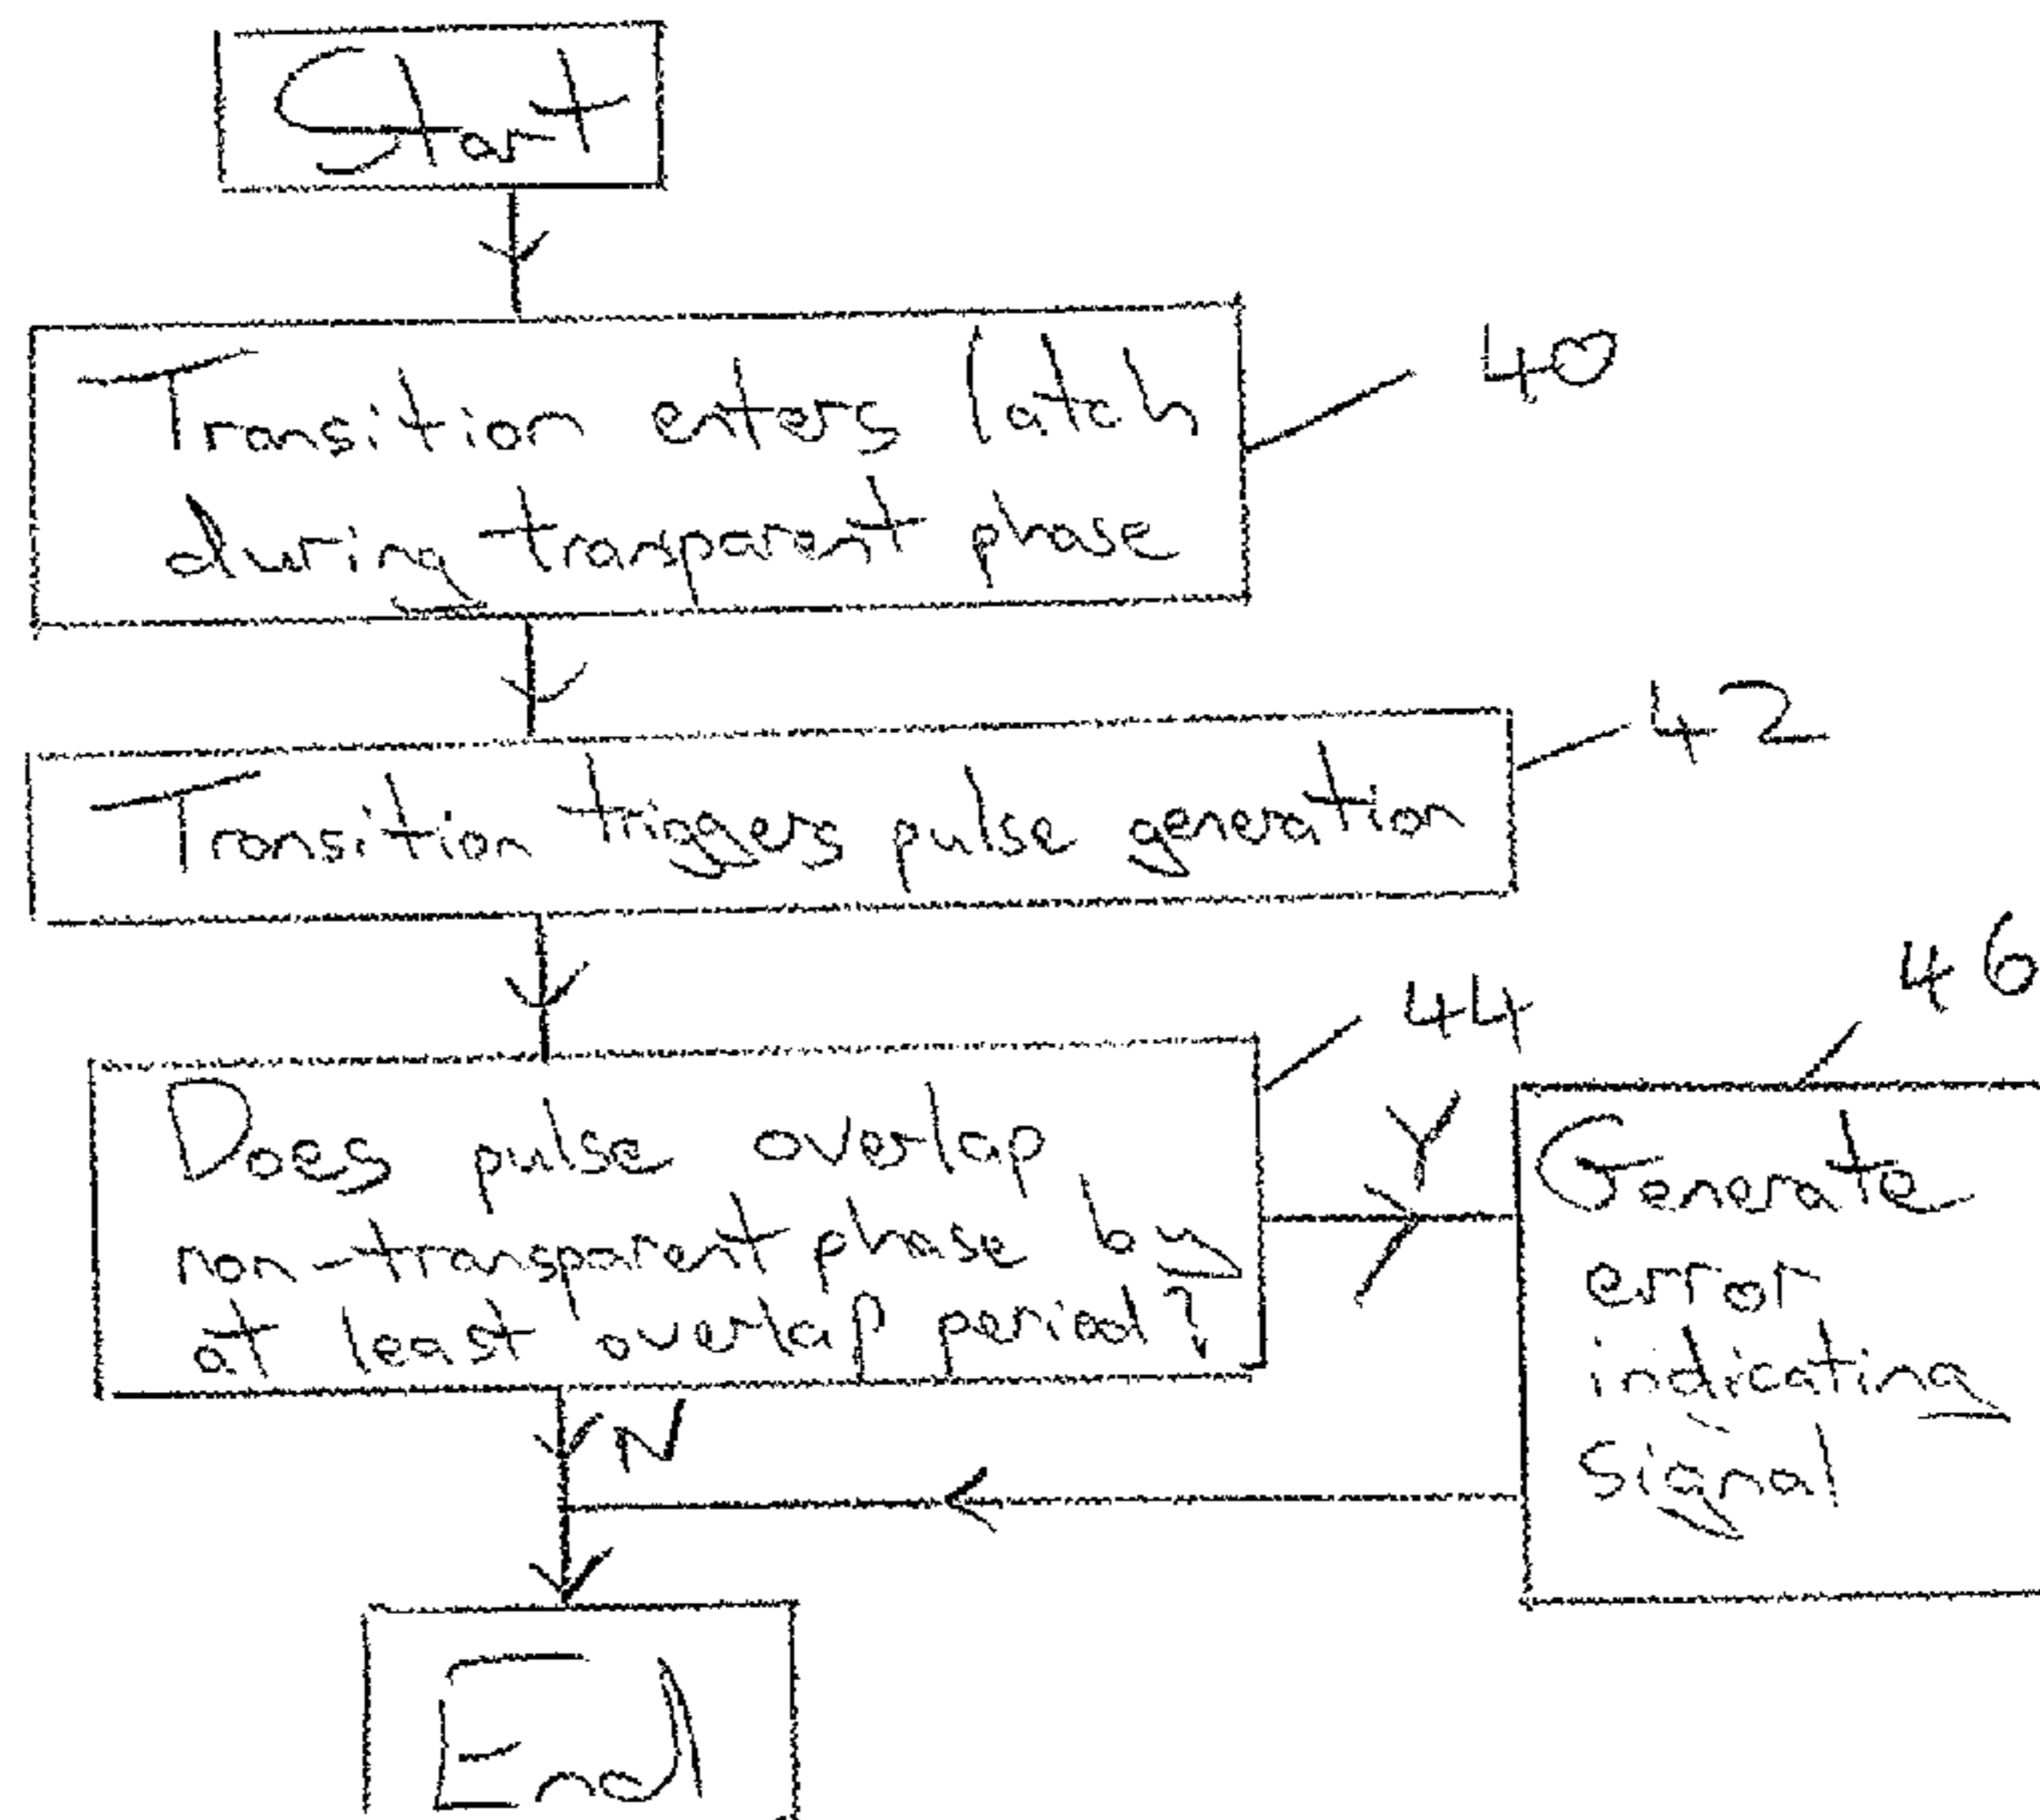 Start
Transition enters latch
during transparent phase
40
Transition triggers pulse generation
42
Does pulse overlap
non-transparent phase by
at least overlap period?
44
Y
46
Generate
error
indicating
signal
N
End